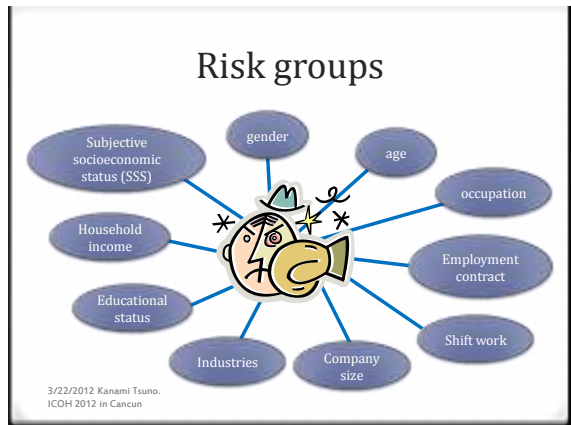 Risk groups
gender
Subjective
socioeconomic
status (SSS)
age
occupation
Household
income
Employment
contract
Educational
status
Shift work
Industries
Company
size
3/22/2012 Kanami Tsuno.
ICOH 2012 in Cancun